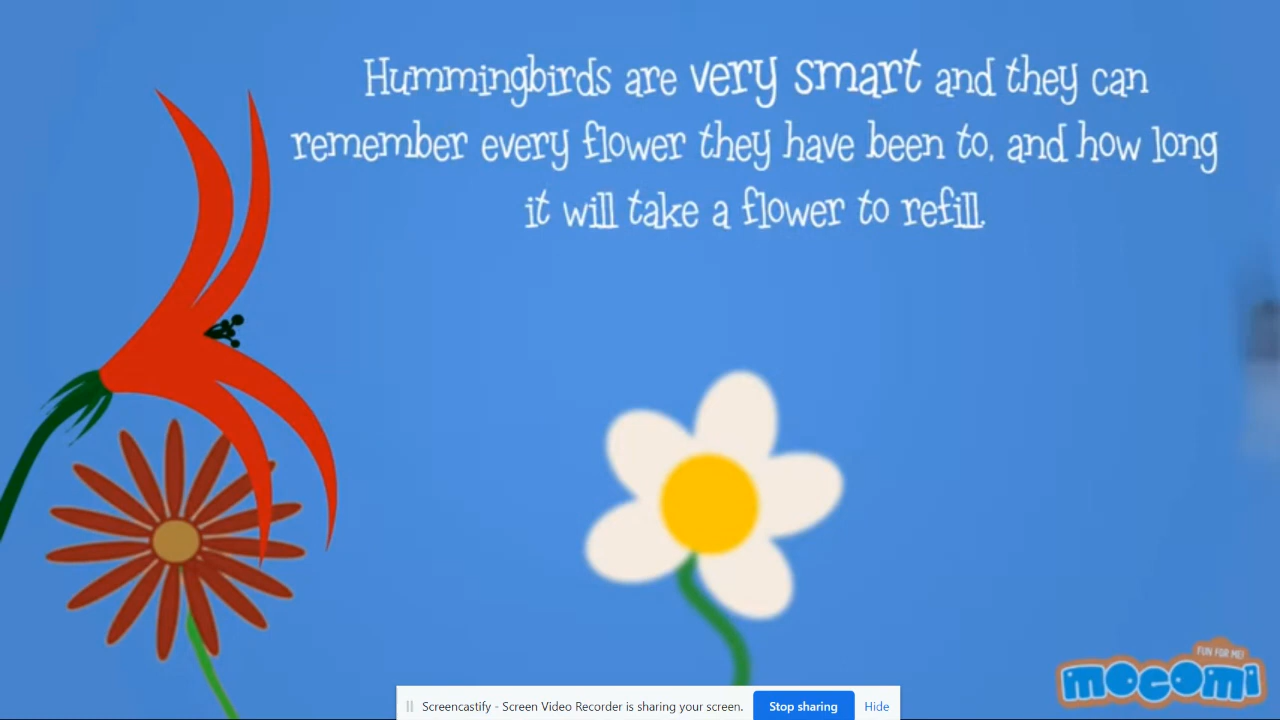 Hummingbirds are very smart and they can
remember every flower they have been to, and how long
it will take a flower to refill.
FUN FOR ME!
mocomi
Screencastify - Screen Video Recorder is sharing your screen. Stop sharing Hide